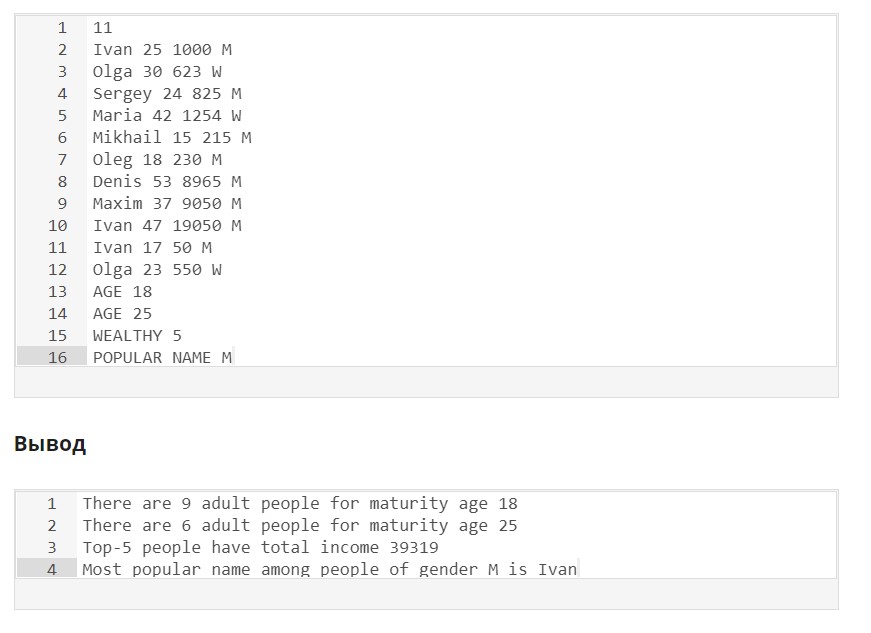 1 11
2 Ivan 25 1000 M
3 Olga 30 623 W
4 Sergey 24 825 M
5 Maria 42 1254 W
6 Mikhail 15 215 M
7 Oleg 18 230 M
8 Denis 53 8965 M
9 Maxim 37 9050 M
10 Ivan 47 19050 M
11 Ivan 17 50 M
12 Olga 23 550 W
13 AGE 18
14 AGE 25
15 WEALTHY 5
16 POPULAR NAME M
Вывод
1 There are 9 adult people for maturity age 18
2 There are 6 adult people for maturity age 25
3 Top-5 people have total income 39319
4 Most popular name among people of gender M is Ivan